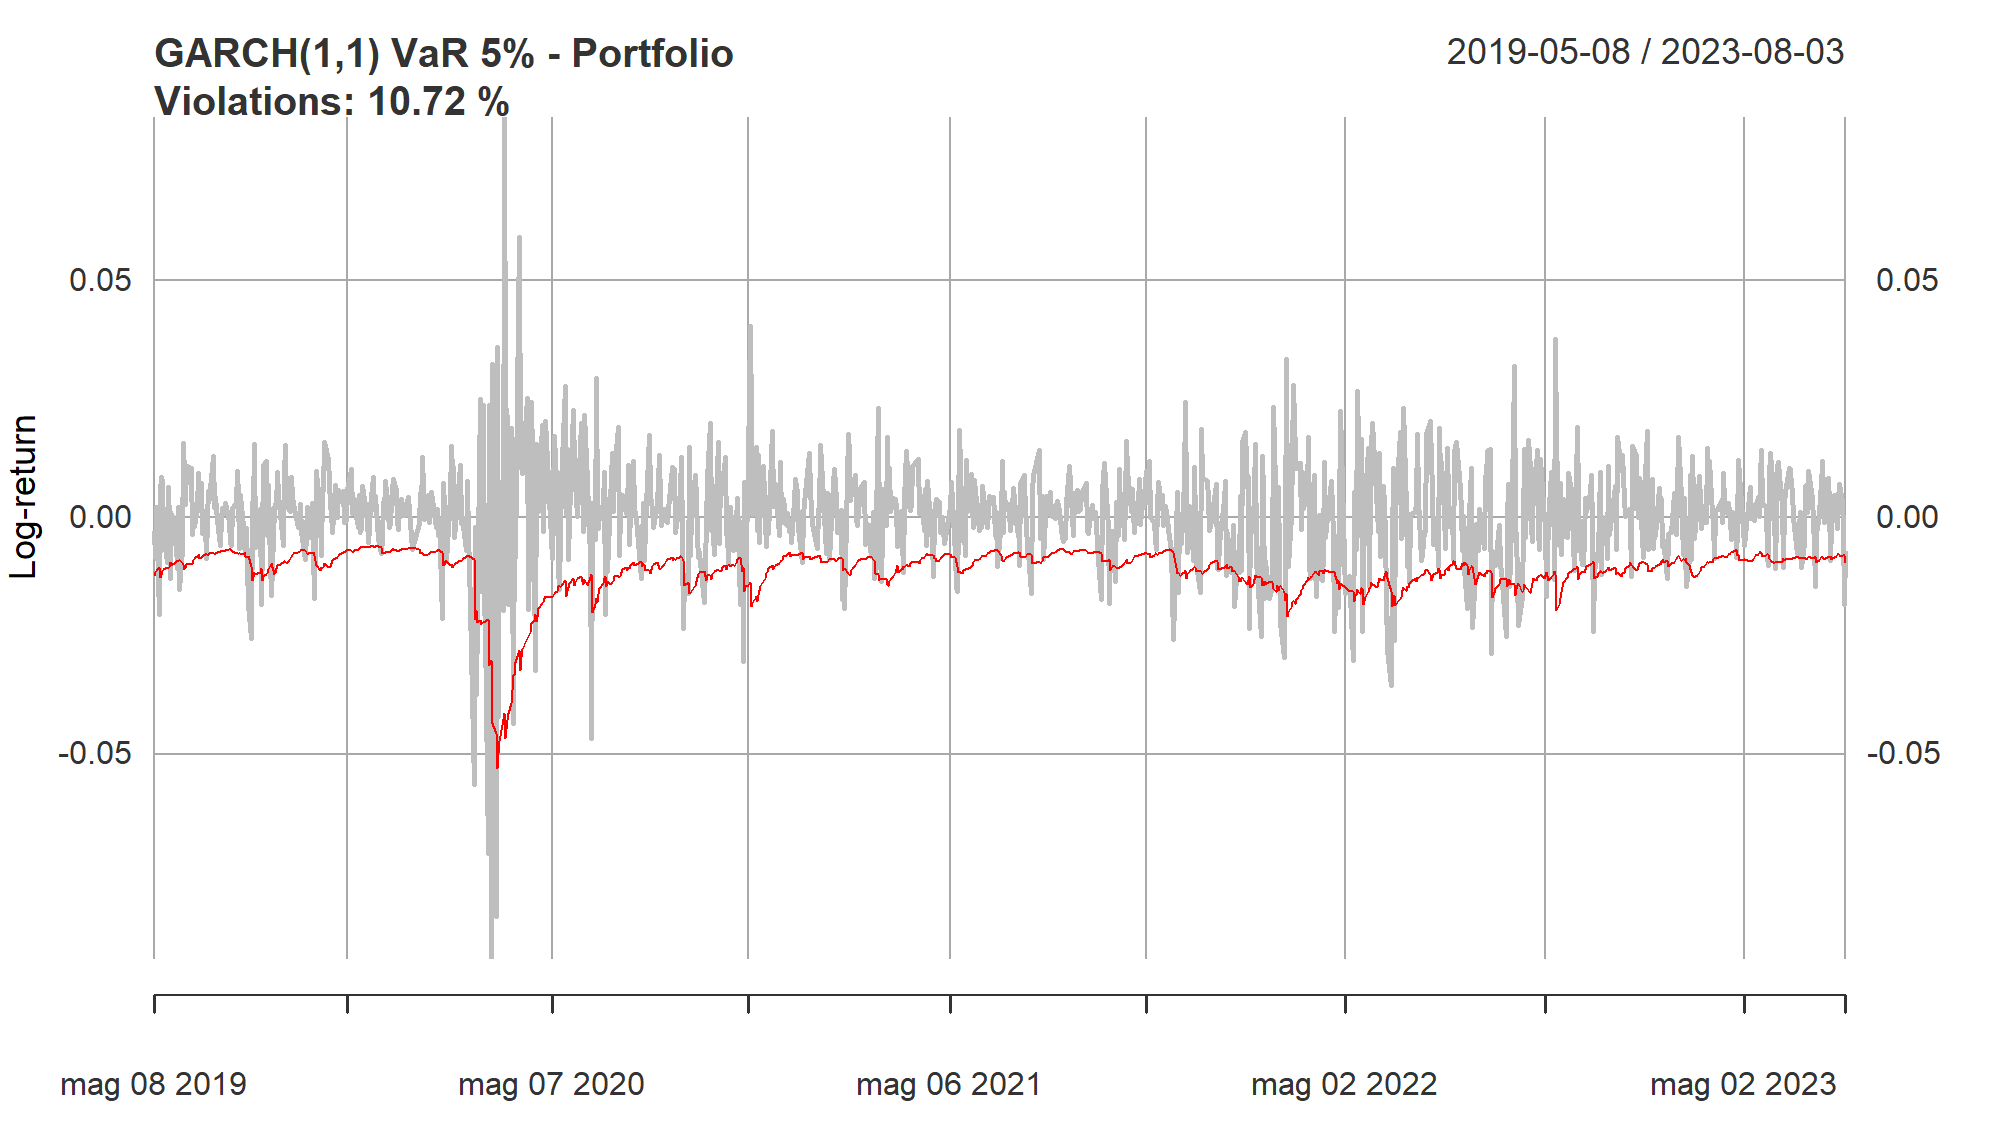 GARCH(1,1) VaR 5% - Portfolio
2019-05-08 / 2023-08-03
Violations: 10.72 %
Log-return
0.05
0.05
0.00
0.00
-0.05
-0.05
mag 08 2019
mag 07 2020
mag 06 2021
mag 02 2022
mag 02 2023